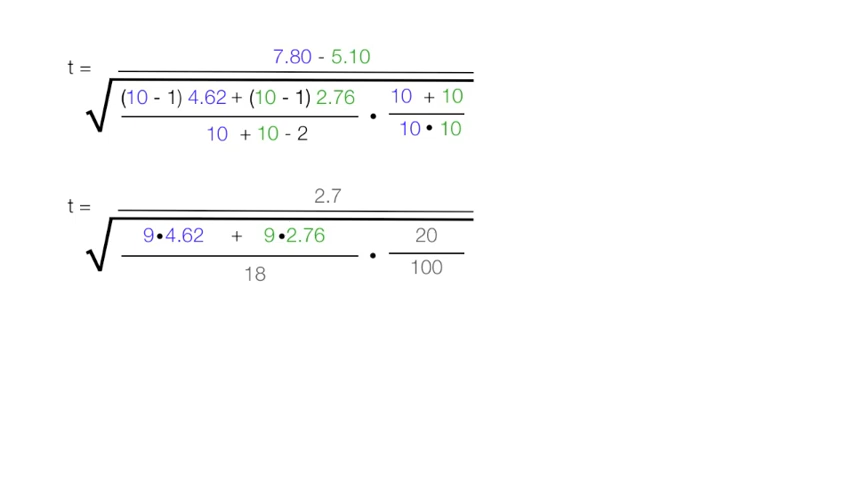 7.80 - 5.10
t =
(10 - 1) 4.62 + (10 - 1) 2.76
10 + 10
√
•
10 + 10 - 2
10 • 10
2.7
t =
9•4.62 + 9•2.76
20
√
•
18
100